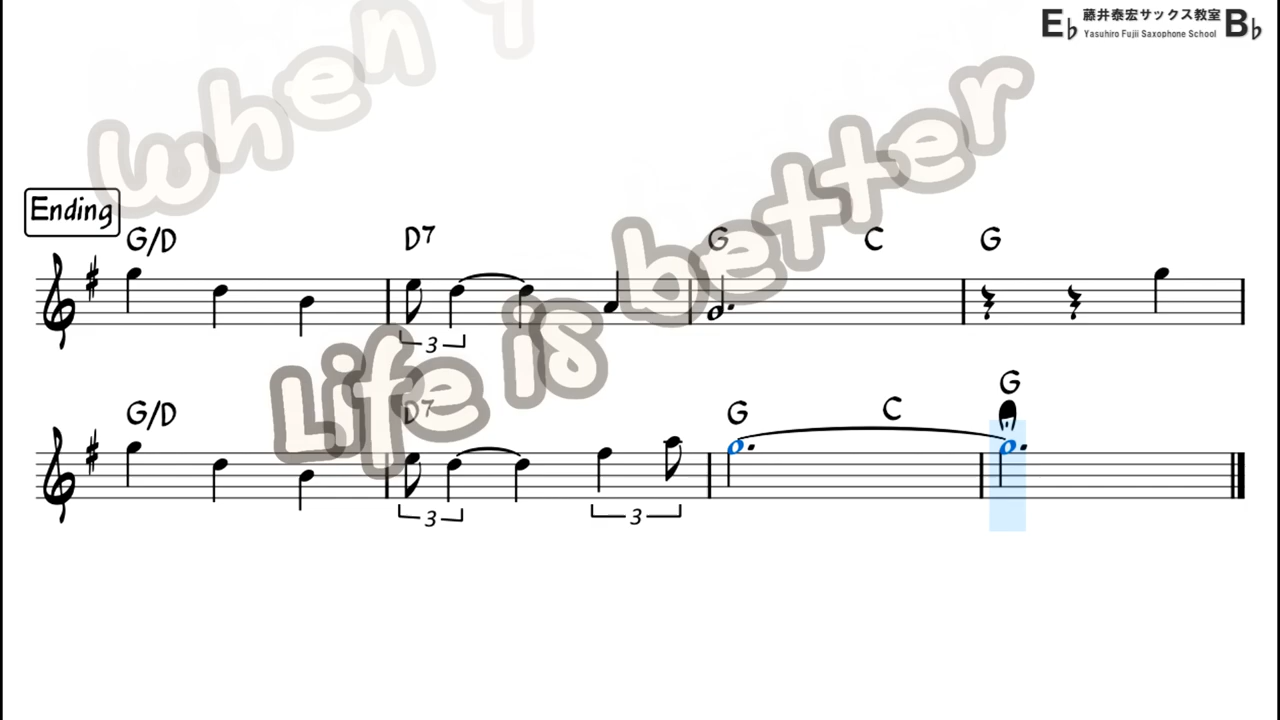 E♭ 藤井泰宏サックス教室 B♭
Yasuhiro Fujii Saxophone School
when
Life is better
Ending
G/D D7 G C G
3
G/D D7 G C G
3 3